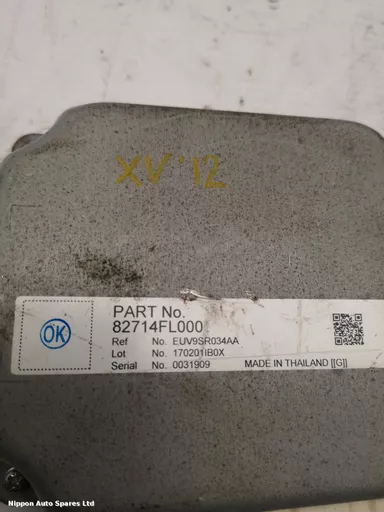 XV '12
OK
PART No.
82714FL000
Ref No. EUV9SR034AA
Lot No. 170201IB0X
Serial No. 0031909 MADE IN THAILAND [[G]]
Nippon Auto Spares Ltd